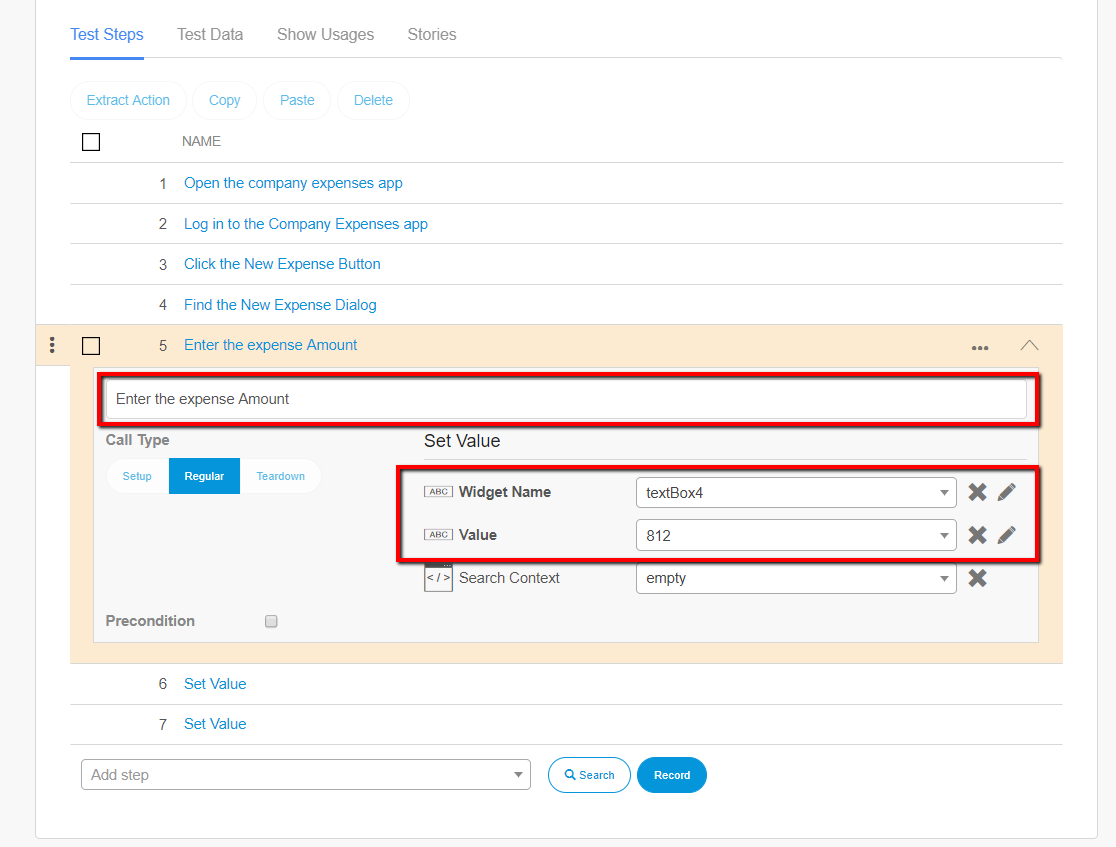 Test Steps Test Data Show Usages Stories
Extract Action Copy Paste Delete
NAME
1 Open the company expenses app
2 Log in to the Company Expenses app
3 Click the New Expense Button
4 Find the New Expense Dialog
5 Enter the expense Amount
Enter the expense Amount
Call Type Set Value
Setup Regular Teardown
ABC Widget Name textBox4
ABC Value 812
</> Search Context empty
Precondition
6 Set Value
7 Set Value
Add step Search Record